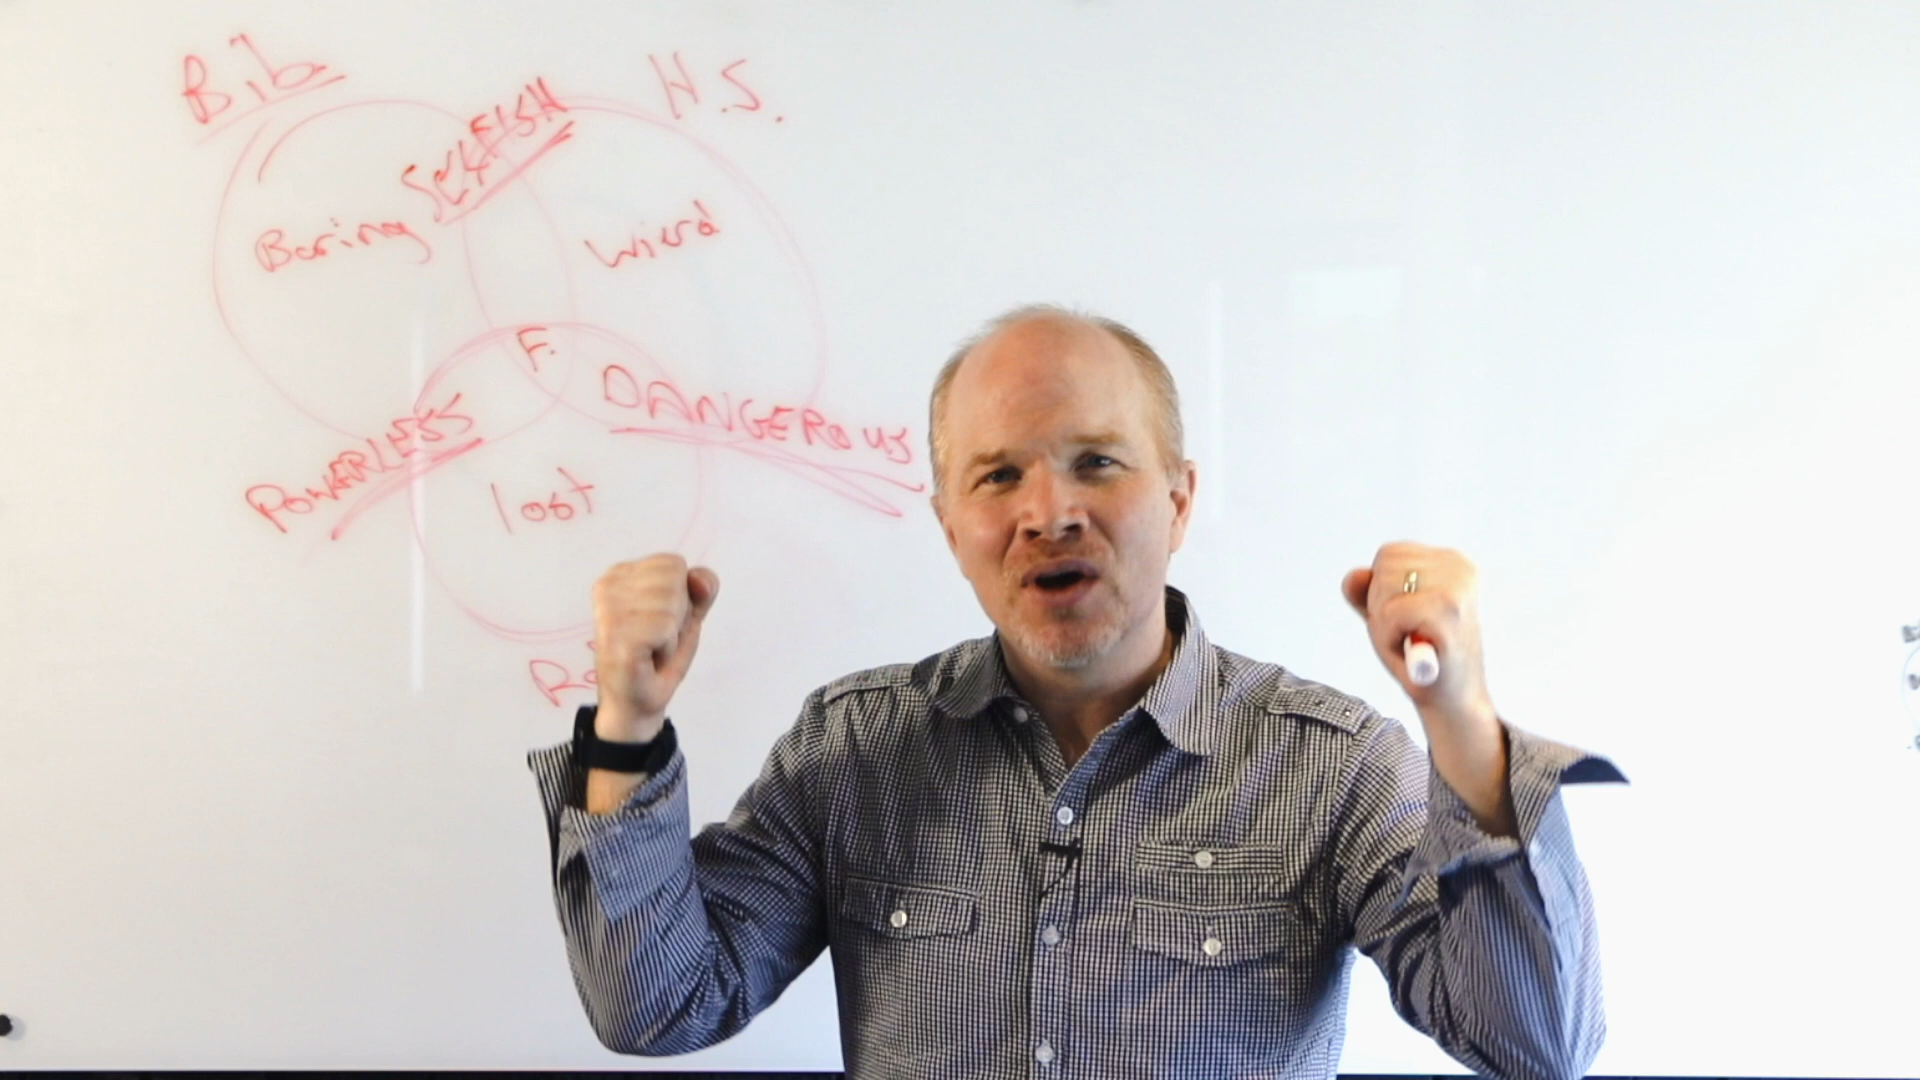 Bib
H.S.
SELFISH
Boring
Wierd
F.
DANGEROUS
POWERLESS
lost